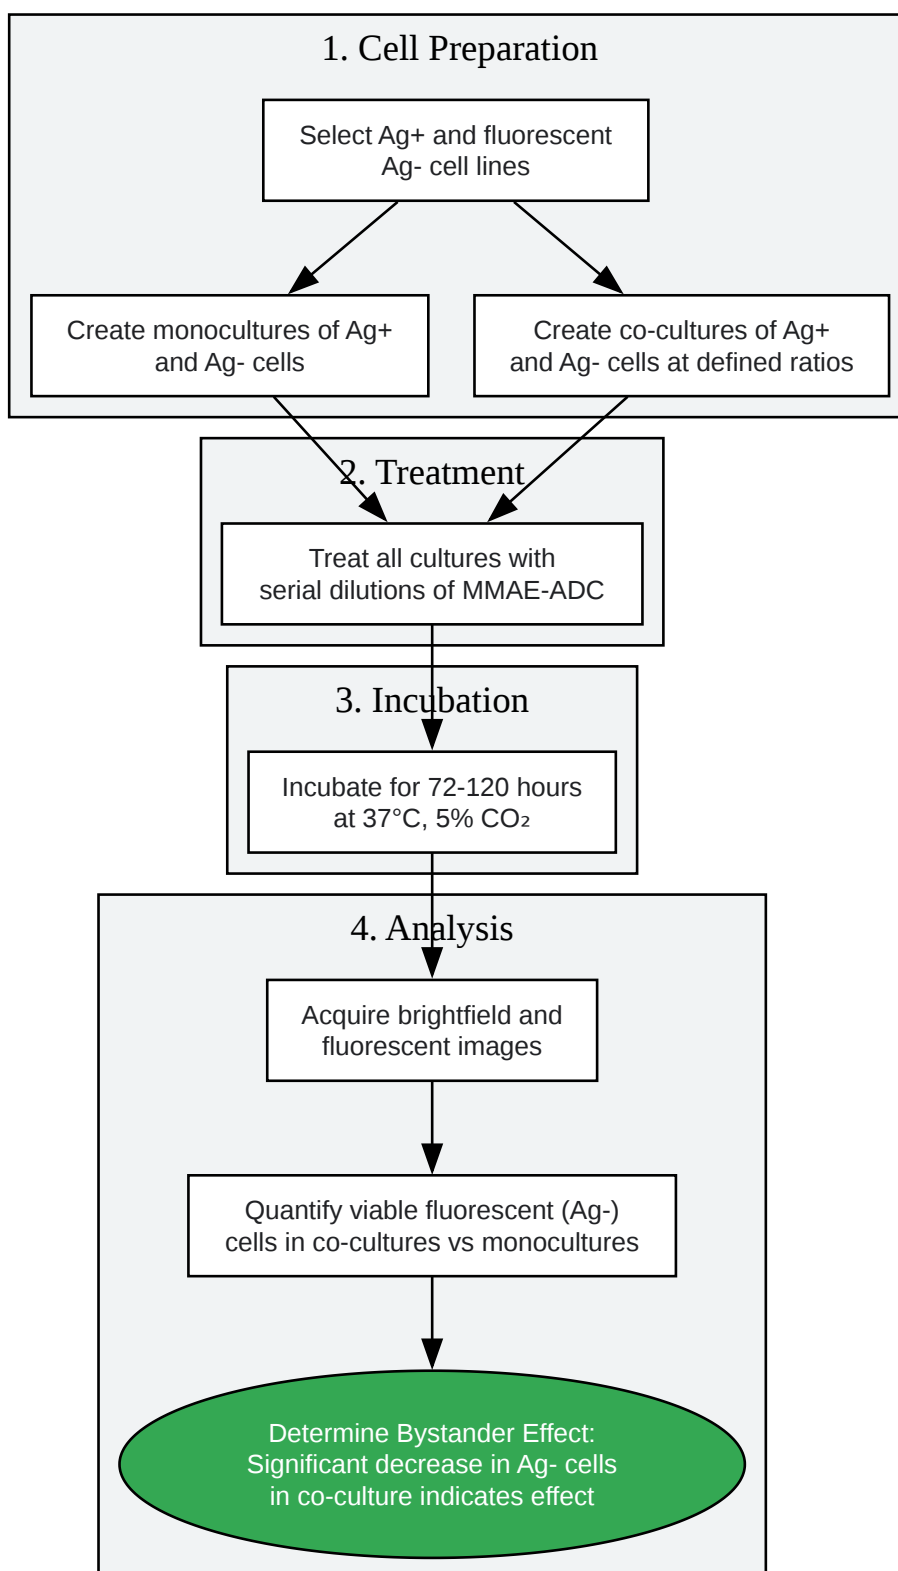 1. Cell Preparation
Select Ag+ and fluorescent
Ag- cell lines
Create monocultures of Ag+
and Ag- cells
Create co-cultures of Ag+
and Ag- cells at defined ratios
2. Treatment
Treat all cultures with
serial dilutions of MMAE-ADC
3. Incubation
Incubate for 72-120 hours
at 37°C, 5% CO₂
4. Analysis
Acquire brightfield and
fluorescent images
Quantify viable fluorescent (Ag-)
cells in co-cultures vs monocultures
Determine Bystander Effect:
Significant decrease in Ag- cells
in co-culture indicates effect